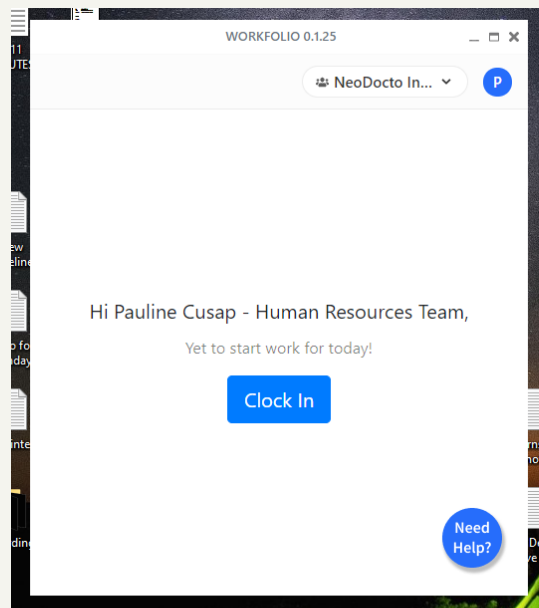 WORKFOLIO 0.1.25
NeoDocto In...
P
Hi Pauline Cusap - Human Resources Team,
Yet to start work for today!
Clock In
Need
Help?
11